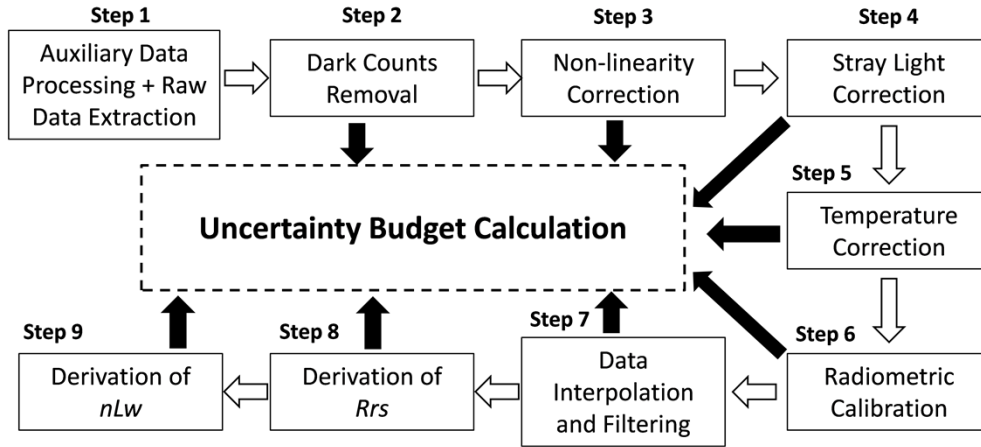 Step 1
Auxiliary Data
Processing + Raw
Data Extraction
Step 2
Dark Counts
Removal
Step 3
Non-linearity
Correction
Step 4
Stray Light
Correction
Uncertainty Budget Calculation
Step 5
Temperature
Correction
Step 6
Radiometric
Calibration
Step 7
Data
Interpolation
and Filtering
Step 8
Derivation of
Rrs
Step 9
Derivation of
nLw